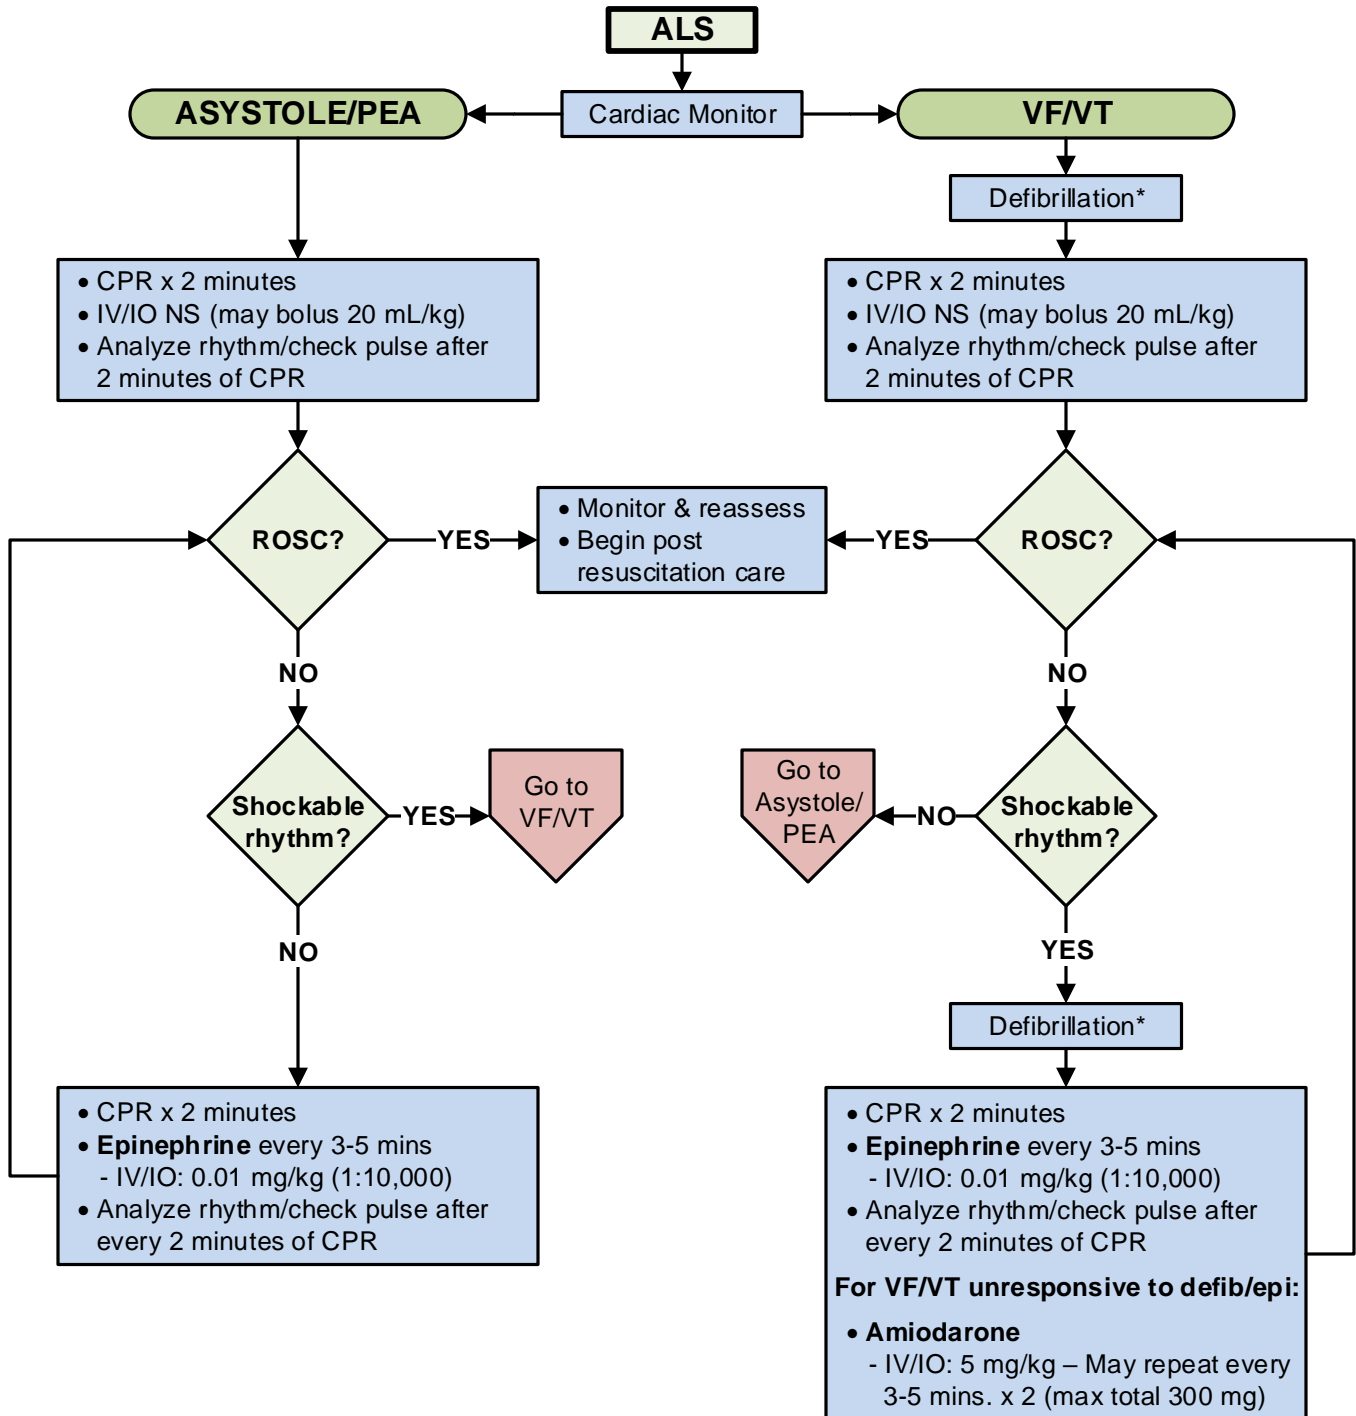 ALS
Cardiac Monitor
ASYSTOLE/PEA
• CPR x 2 minutes
• IV/IO NS (may bolus 20 mL/kg)
• Analyze rhythm/check pulse after
2 minutes of CPR
ROSC?
YES
• Monitor & reassess
• Begin post
resuscitation care
NO
Shockable
rhythm?
YES
Go to
VF/VT
NO
• CPR x 2 minutes
• Epinephrine every 3-5 mins
- IV/IO: 0.01 mg/kg (1:10,000)
• Analyze rhythm/check pulse after
every 2 minutes of CPR
VF/VT
Defibrillation*
• CPR x 2 minutes
• IV/IO NS (may bolus 20 mL/kg)
• Analyze rhythm/check pulse after
2 minutes of CPR
ROSC?
YES
NO
Shockable
rhythm?
NO
Go to
Asystole/
PEA
YES
Defibrillation*
• CPR x 2 minutes
• Epinephrine every 3-5 mins
- IV/IO: 0.01 mg/kg (1:10,000)
• Analyze rhythm/check pulse after
every 2 minutes of CPR
For VF/VT unresponsive to defib/epi:
• Amiodarone
- IV/IO: 5 mg/kg – May repeat every
3-5 mins. x 2 (max total 300 mg)